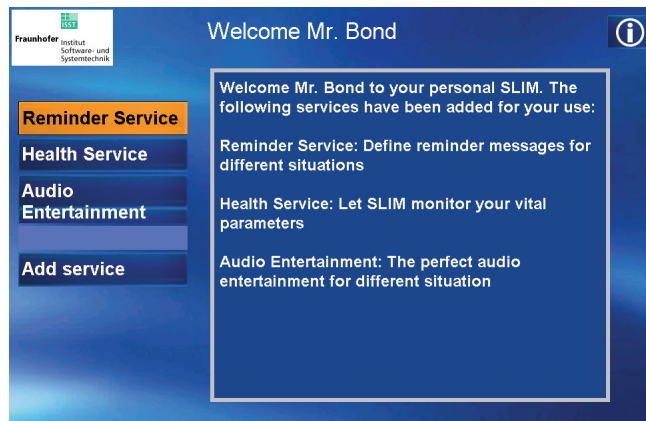 ISST
Fraunhofer Institut
Software- und
Systemtechnik
Welcome Mr. Bond
Reminder Service
Health Service
Audio
Entertainment
Add service
Welcome Mr. Bond to your personal SLIM. The
following services have been added for your use:
Reminder Service: Define reminder messages for
different situations
Health Service: Let SLIM monitor your vital
parameters
Audio Entertainment: The perfect audio
entertainment for different situation